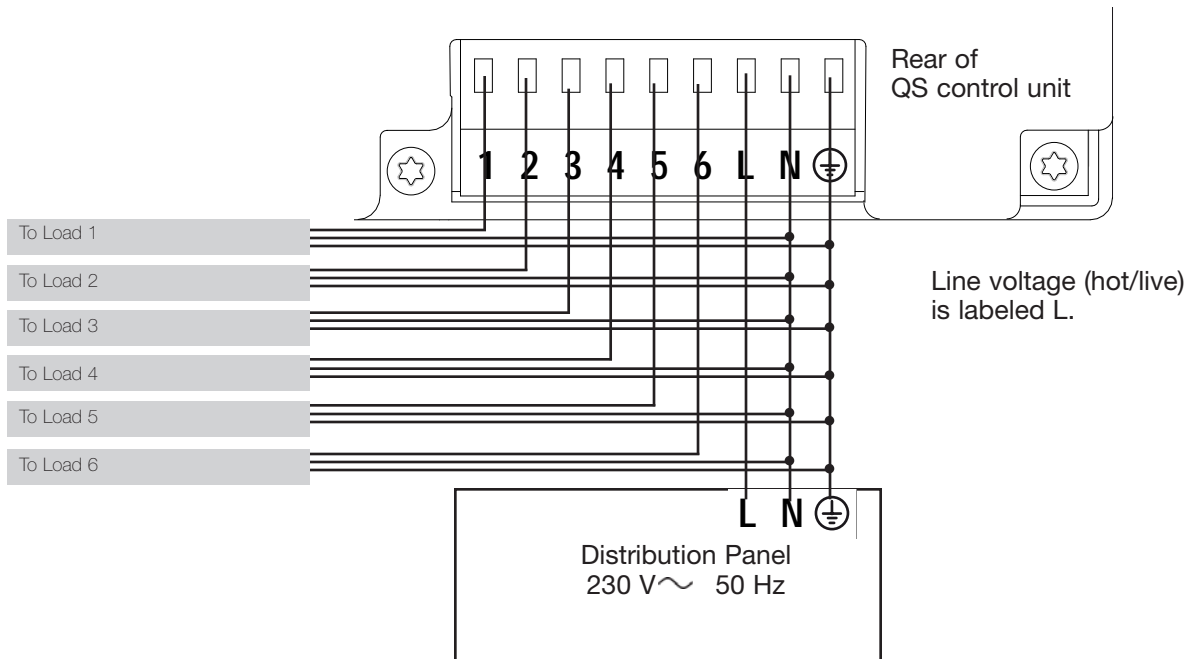 Rear of
QS control unit
1 2 3 4 5 6 L N
To Load 1
To Load 2
To Load 3
To Load 4
To Load 5
To Load 6
Line voltage (hot/live)
is labeled L.
L N
Distribution Panel
230 V～ 50 Hz